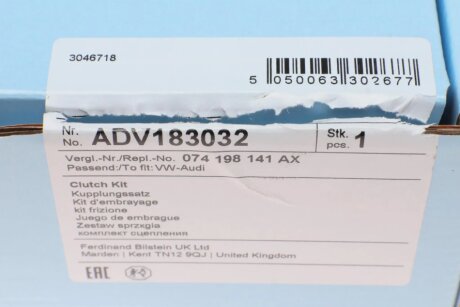 3046718
5 050063 302677
Nr.
No. ADV183032
Stk.
pcs. 1
Vergl.-Nr./Repl.-No. 074 198 141 AX
Passend:/To fit:VW-Audi
Clutch Kit
Kupplungssatz
Kit d'embrayage
kit frizione
Juego de embrague
Zestaw sprzxgia
комплект сцепления
Ferdinand Bilstein UK Ltd
Marden | Kent TN12 9QJ | United Kingdom
EAC